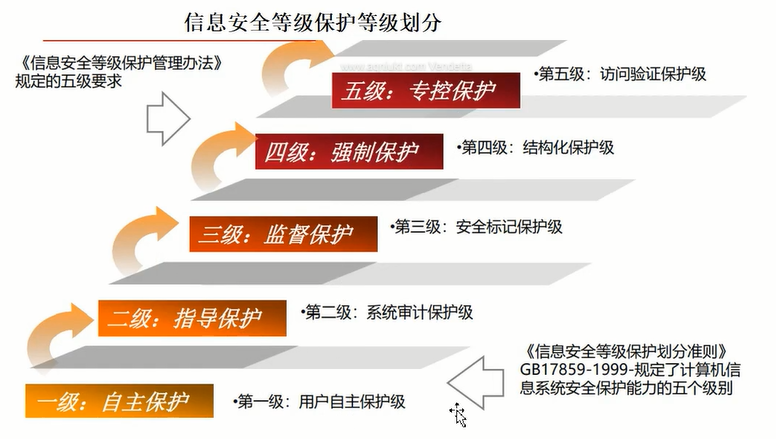 信息安全等级保护等级划分
《信息安全等级保护管理办法》
规定的五级要求
五级：专控保护
•第五级：访问验证保护级
四级：强制保护
•第四级：结构化保护级
三级：监督保护
•第三级：安全标记保护级
二级：指导保护
•第二级：系统审计保护级
《信息安全等级保护划分准则》
GB17859-1999-规定了计算机信
息系统安全保护能力的五个级别
一级：自主保护
•第一级：用户自主保护级